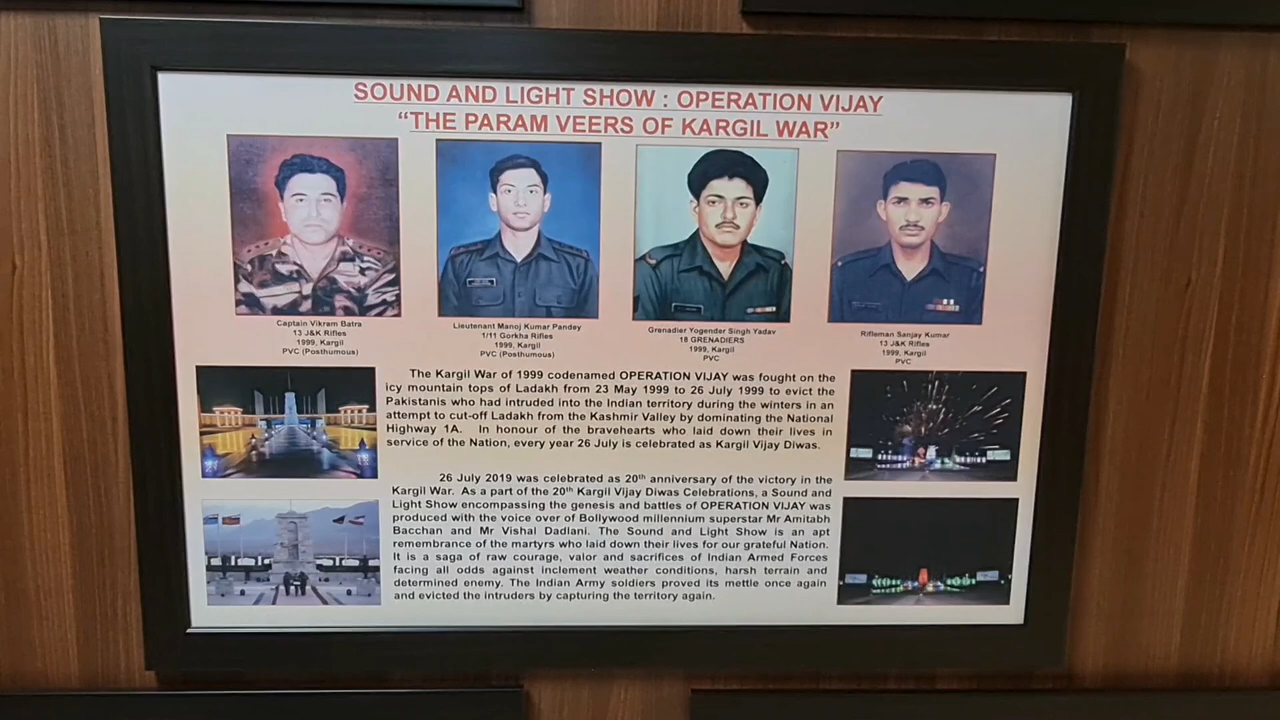 SOUND AND LIGHT SHOW : OPERATION VIJAY
“THE PARAM VEERS OF KARGIL WAR”
Captain Vikram Batra
13 J&K Rifles
1999, Kargil
PVC (Posthumous)
Lieutenant Manoj Kumar Pandey
1/11 Gorkha Rifles
1999, Kargil
PVC (Posthumous)
Grenadier Yogender Singh Yadav
18 GRENADIERS
1999, Kargil
PVC
Rifleman Sanjay Kumar
13 J&K Rifles
1999, Kargil
PVC
The Kargil War of 1999 codenamed OPERATION VIJAY was fought on the
icy mountain tops of Ladakh from 23 May 1999 to 26 July 1999 to evict the
Pakistanis who had intruded into the Indian territory during the winters in an
attempt to cut-off Ladakh from the Kashmir Valley by dominating the National
Highway 1A. In honour of the bravehearts who laid down their lives in
service of the Nation, every year 26 July is celebrated as Kargil Vijay Diwas.
26 July 2019 was celebrated as 20th anniversary of the victory in the
Kargil War. As a part of the 20th Kargil Vijay Diwas Celebrations, a Sound and
Light Show encompassing the genesis and battles of OPERATION VIJAY was
produced with the voice over of Bollywood millennium superstar Mr Amitabh
Bacchan and Mr Vishal Dadlani. The Sound and Light Show is an apt
remembrance of the martyrs who laid down their lives for our grateful Nation.
It is a saga of raw courage, valor and sacrifices of Indian Armed Forces
facing all odds against inclement weather conditions, harsh terrain and
determined enemy. The Indian Army soldiers proved its mettle once again
and evicted the intruders by capturing the territory again.